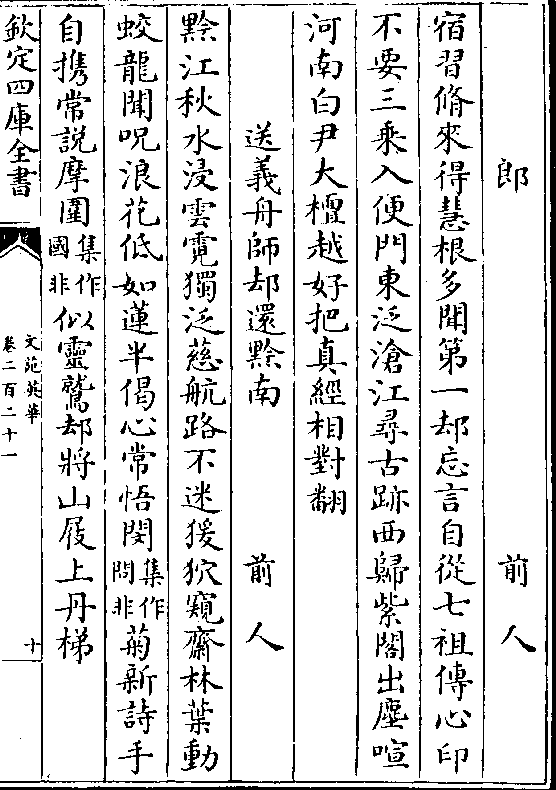 郎　前人
宿習脩來得慧根多聞第一却忘言自從七祖傳心印
不要三乘入便門東泛滄江尋古跡西歸紫閣出塵喧
河南白尹大檀越好把真經相對翻
送義舟師却還黔南　前人
黔江秋水浸雲霓獨泛慈航路不迷猨狖窺齋林葉動
蛟龍聞呪浪花低如蓮半偈心常悟閔集作問非菊新詩手
自携常説摩圍集作國非似靈鷲却將山屐上丹梯
欽定四庫全書
文苑英華
卷二百二十一
十